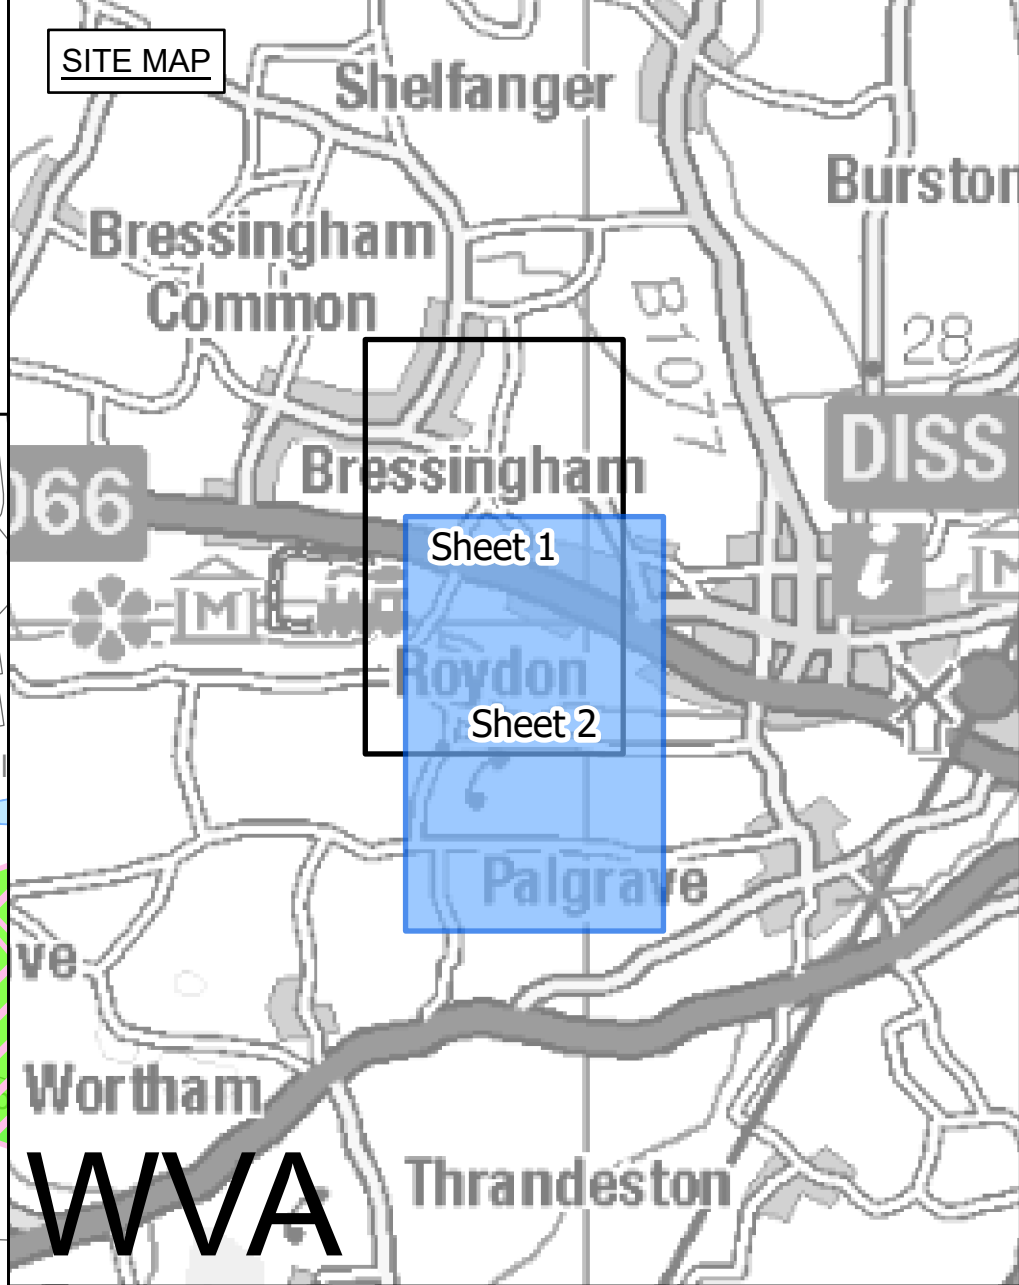 SITE MAP
Shelfanger
Burston
Bressingham
Common
B107
28
DISS
Bressingham
066
Sheet 1
i
M
M
Roydon
Sheet 2
Palgrave
ve
Wortham
Thrandeston
WVA